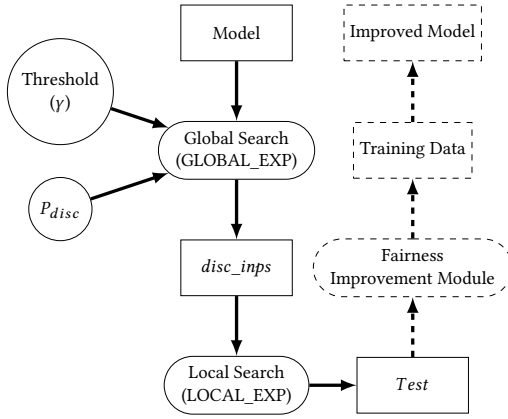 Model
Improved Model
Threshold
(γ)
Global Search
(GLOBAL_EXP)
Training Data
P_disc
disc_inps
Fairness
Improvement Module
Local Search
(LOCAL_EXP)
Test